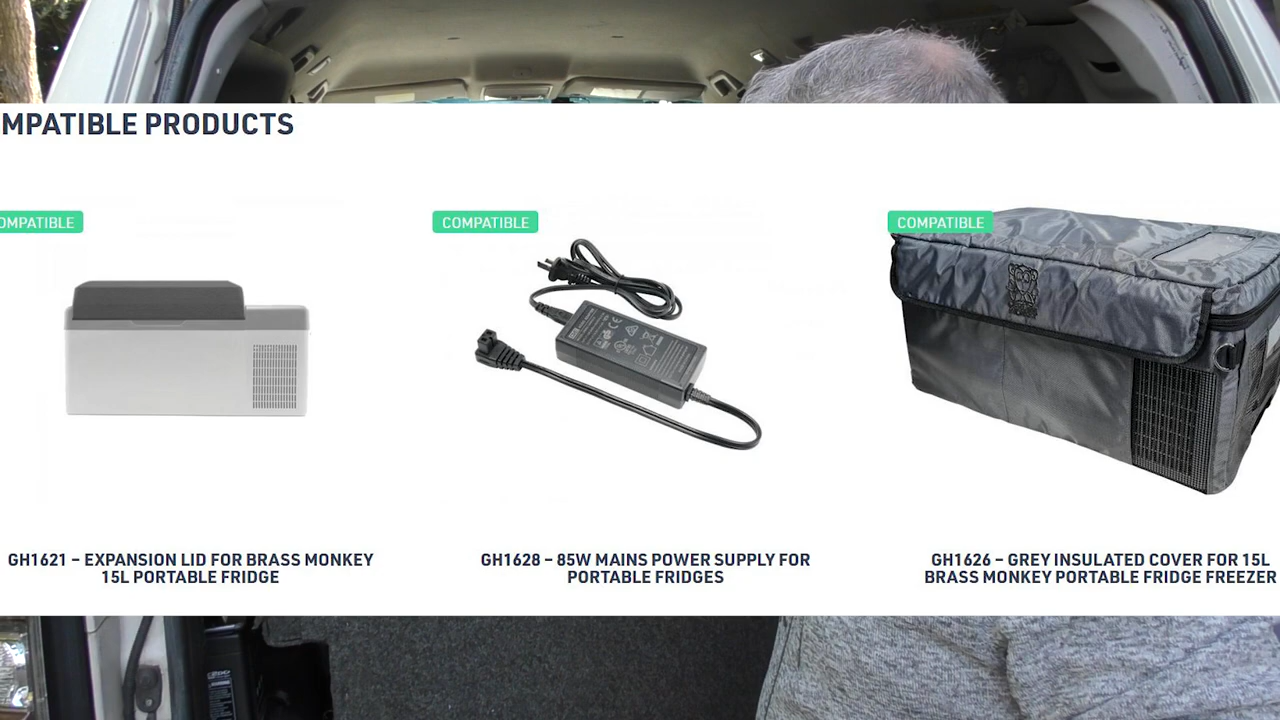 MPATIBLE PRODUCTS
OMPATIBLE
COMPATIBLE
COMPATIBLE
GH1621 – EXPANSION LID FOR BRASS MONKEY
15L PORTABLE FRIDGE
GH1628 – 85W MAINS POWER SUPPLY FOR
PORTABLE FRIDGES
GH1626 – GREY INSULATED COVER FOR 15L
BRASS MONKEY PORTABLE FRIDGE FREEZER